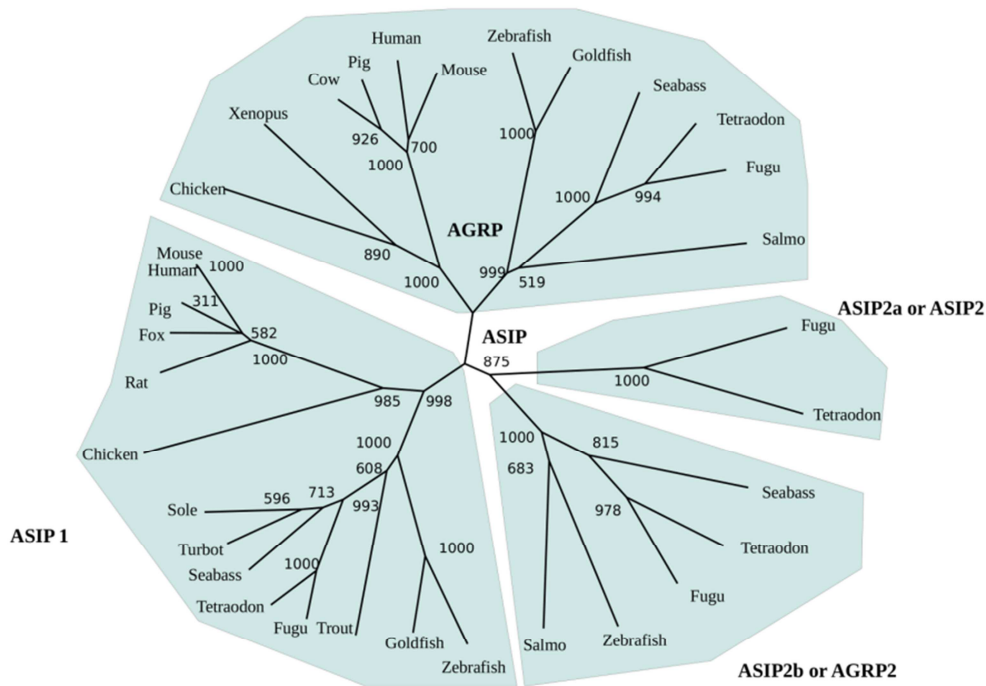 Human
Zebrafish
Goldfish
Pig
Mouse
Cow
Seabass
Xenopus
Tetraodon
926
700
1000
1000
Fugu
1000
994
Chicken
AGRP
Salmo
890
1000
999
519
Mouse
Human
1000
311
Pig
Fox
582
1000
Rat
985
998
Chicken
ASIP
875
ASIP2a or ASIP2
Fugu
1000
Tetraodon
1000
608
713
596
993
Sole
Turbot
Seabass
1000
Tetraodon
Fugu
Trout
1000
Goldfish
Zebrafish
ASIP 1
1000
683
815
978
Seabass
Tetraodon
Fugu
Salmo
Zebrafish
ASIP2b or AGRP2